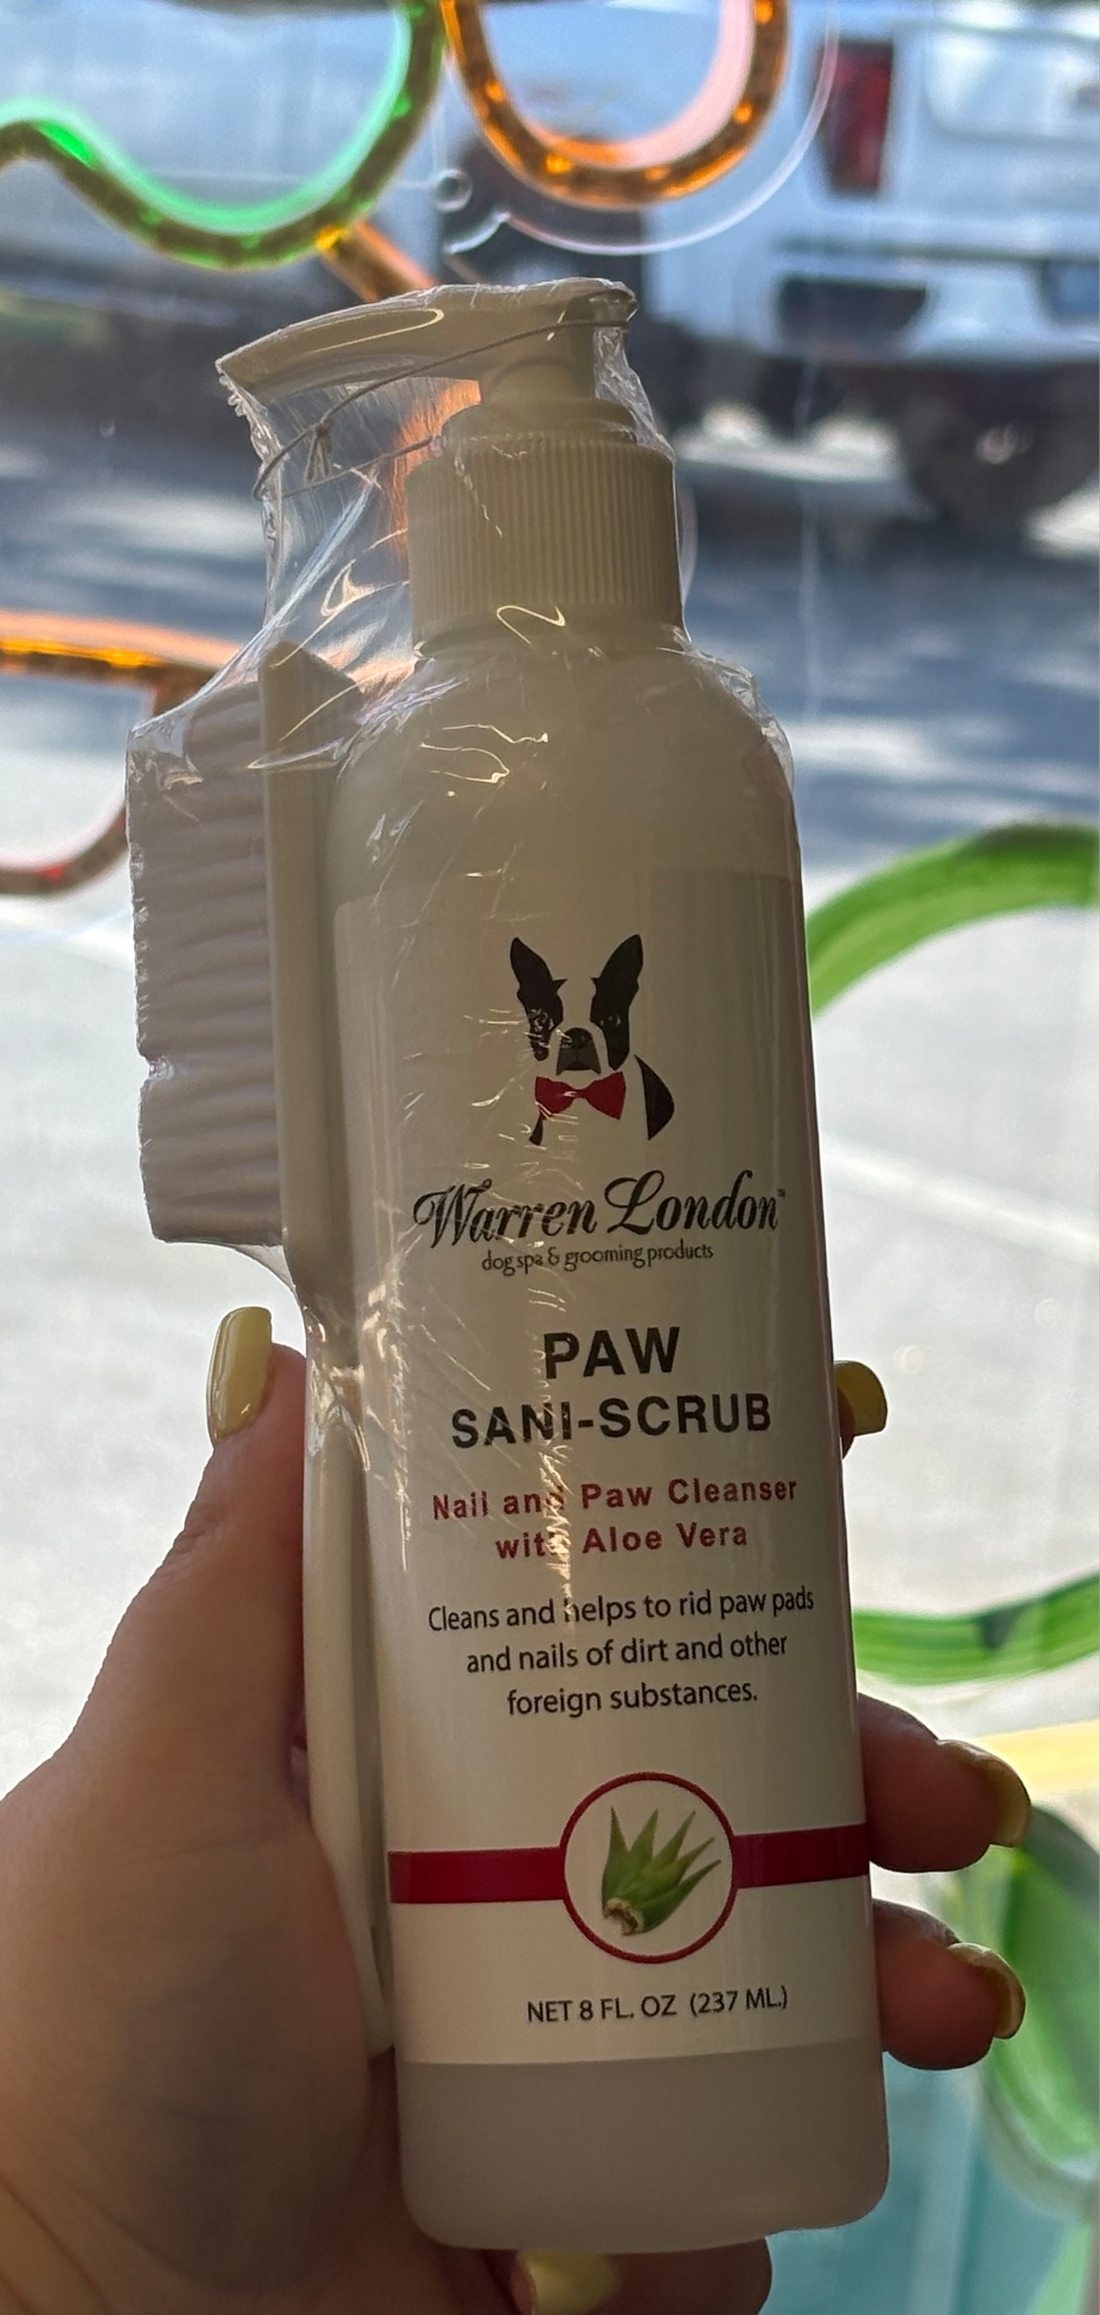 Warren London™
dog spa & grooming products
PAW
SANI-SCRUB
Nail and Paw Cleanser
with Aloe Vera
Cleans and helps to rid paw pads
and nails of dirt and other
foreign substances.
NET 8 FL. OZ (237 ML.)